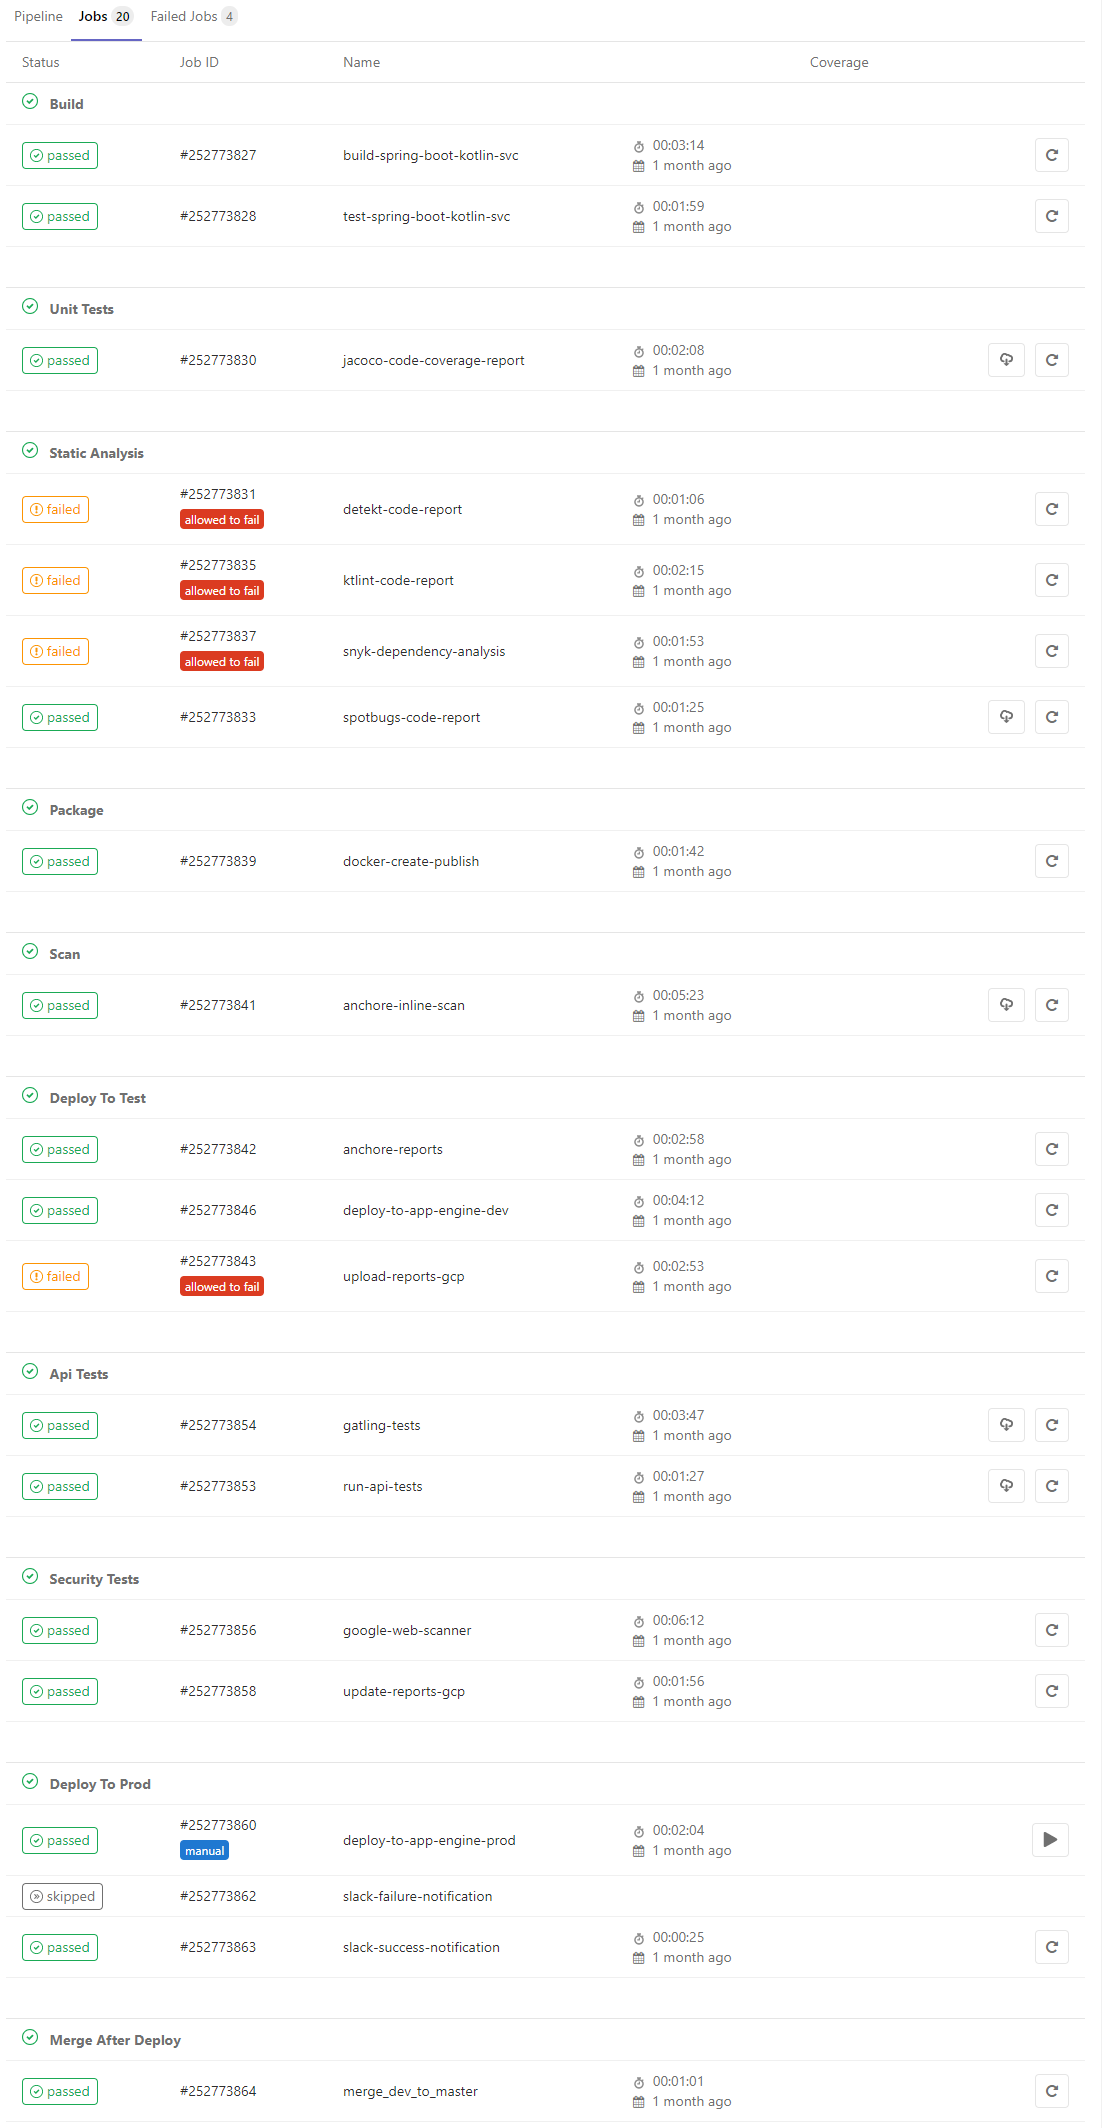 Pipeline Jobs 20 Failed Jobs 4
Status Job ID Name Coverage
Build
passed #252773827 build-spring-boot-kotlin-svc 00:03:14
1 month ago
passed #252773828 test-spring-boot-kotlin-svc 00:01:59
1 month ago
Unit Tests
passed #252773830 jacoco-code-coverage-report 00:02:08
1 month ago
Static Analysis
failed #252773831 detekt-code-report 00:01:06
allowed to fail 1 month ago
failed #252773835 ktlint-code-report 00:02:15
allowed to fail 1 month ago
failed #252773837 snyk-dependency-analysis 00:01:53
allowed to fail 1 month ago
passed #252773833 spotbugs-code-report 00:01:25
1 month ago
Package
passed #252773839 docker-create-publish 00:01:42
1 month ago
Scan
passed #252773841 anchore-inline-scan 00:05:23
1 month ago
Deploy To Test
passed #252773842 anchore-reports 00:02:58
1 month ago
passed #252773846 deploy-to-app-engine-dev 00:04:12
1 month ago
failed #252773843 upload-reports-gcp 00:02:53
allowed to fail 1 month ago
Api Tests
passed #252773854 gatling-tests 00:03:47
1 month ago
passed #252773853 run-api-tests 00:01:27
1 month ago
Security Tests
passed #252773856 google-web-scanner 00:06:12
1 month ago
passed #252773858 update-reports-gcp 00:01:56
1 month ago
Deploy To Prod
passed #252773860 deploy-to-app-engine-prod 00:02:04
manual 1 month ago
skipped #252773862 slack-failure-notification
passed #252773863 slack-success-notification 00:00:25
1 month ago
Merge After Deploy
passed #252773864 merge_dev_to_master 00:01:01
1 month ago